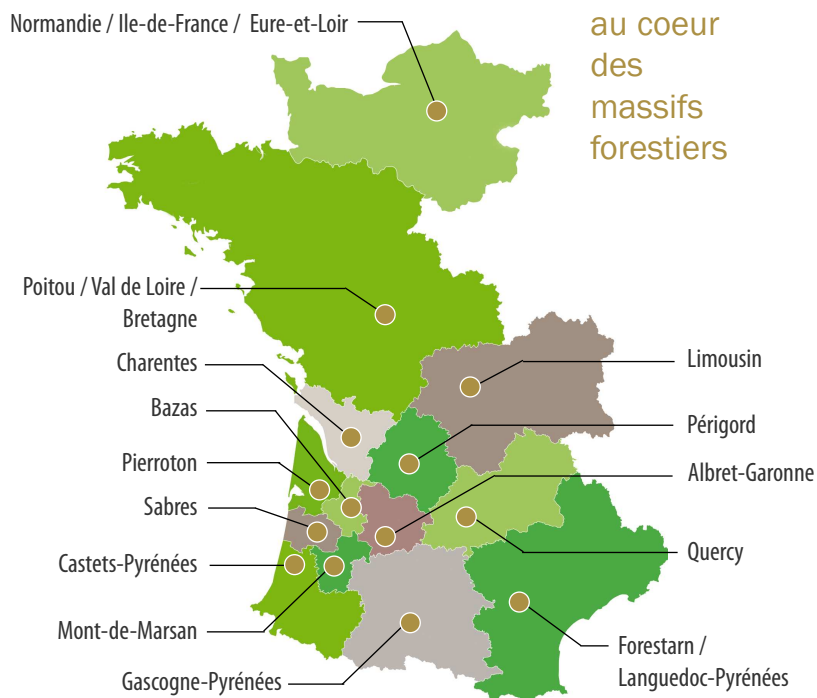 Normandie / Ile-de-France / Eure-et-Loir
au coeur
des
massifs
forestiers
Poitou / Val de Loire /
Bretagne
Charentes
Bazas
Pierroton
Sabres
Castets-Pyrénées
Mont-de-Marsan
Gascogne-Pyrénées
Limousin
Périgord
Albret-Garonne
Quercy
Forestarn /
Languedoc-Pyrénées